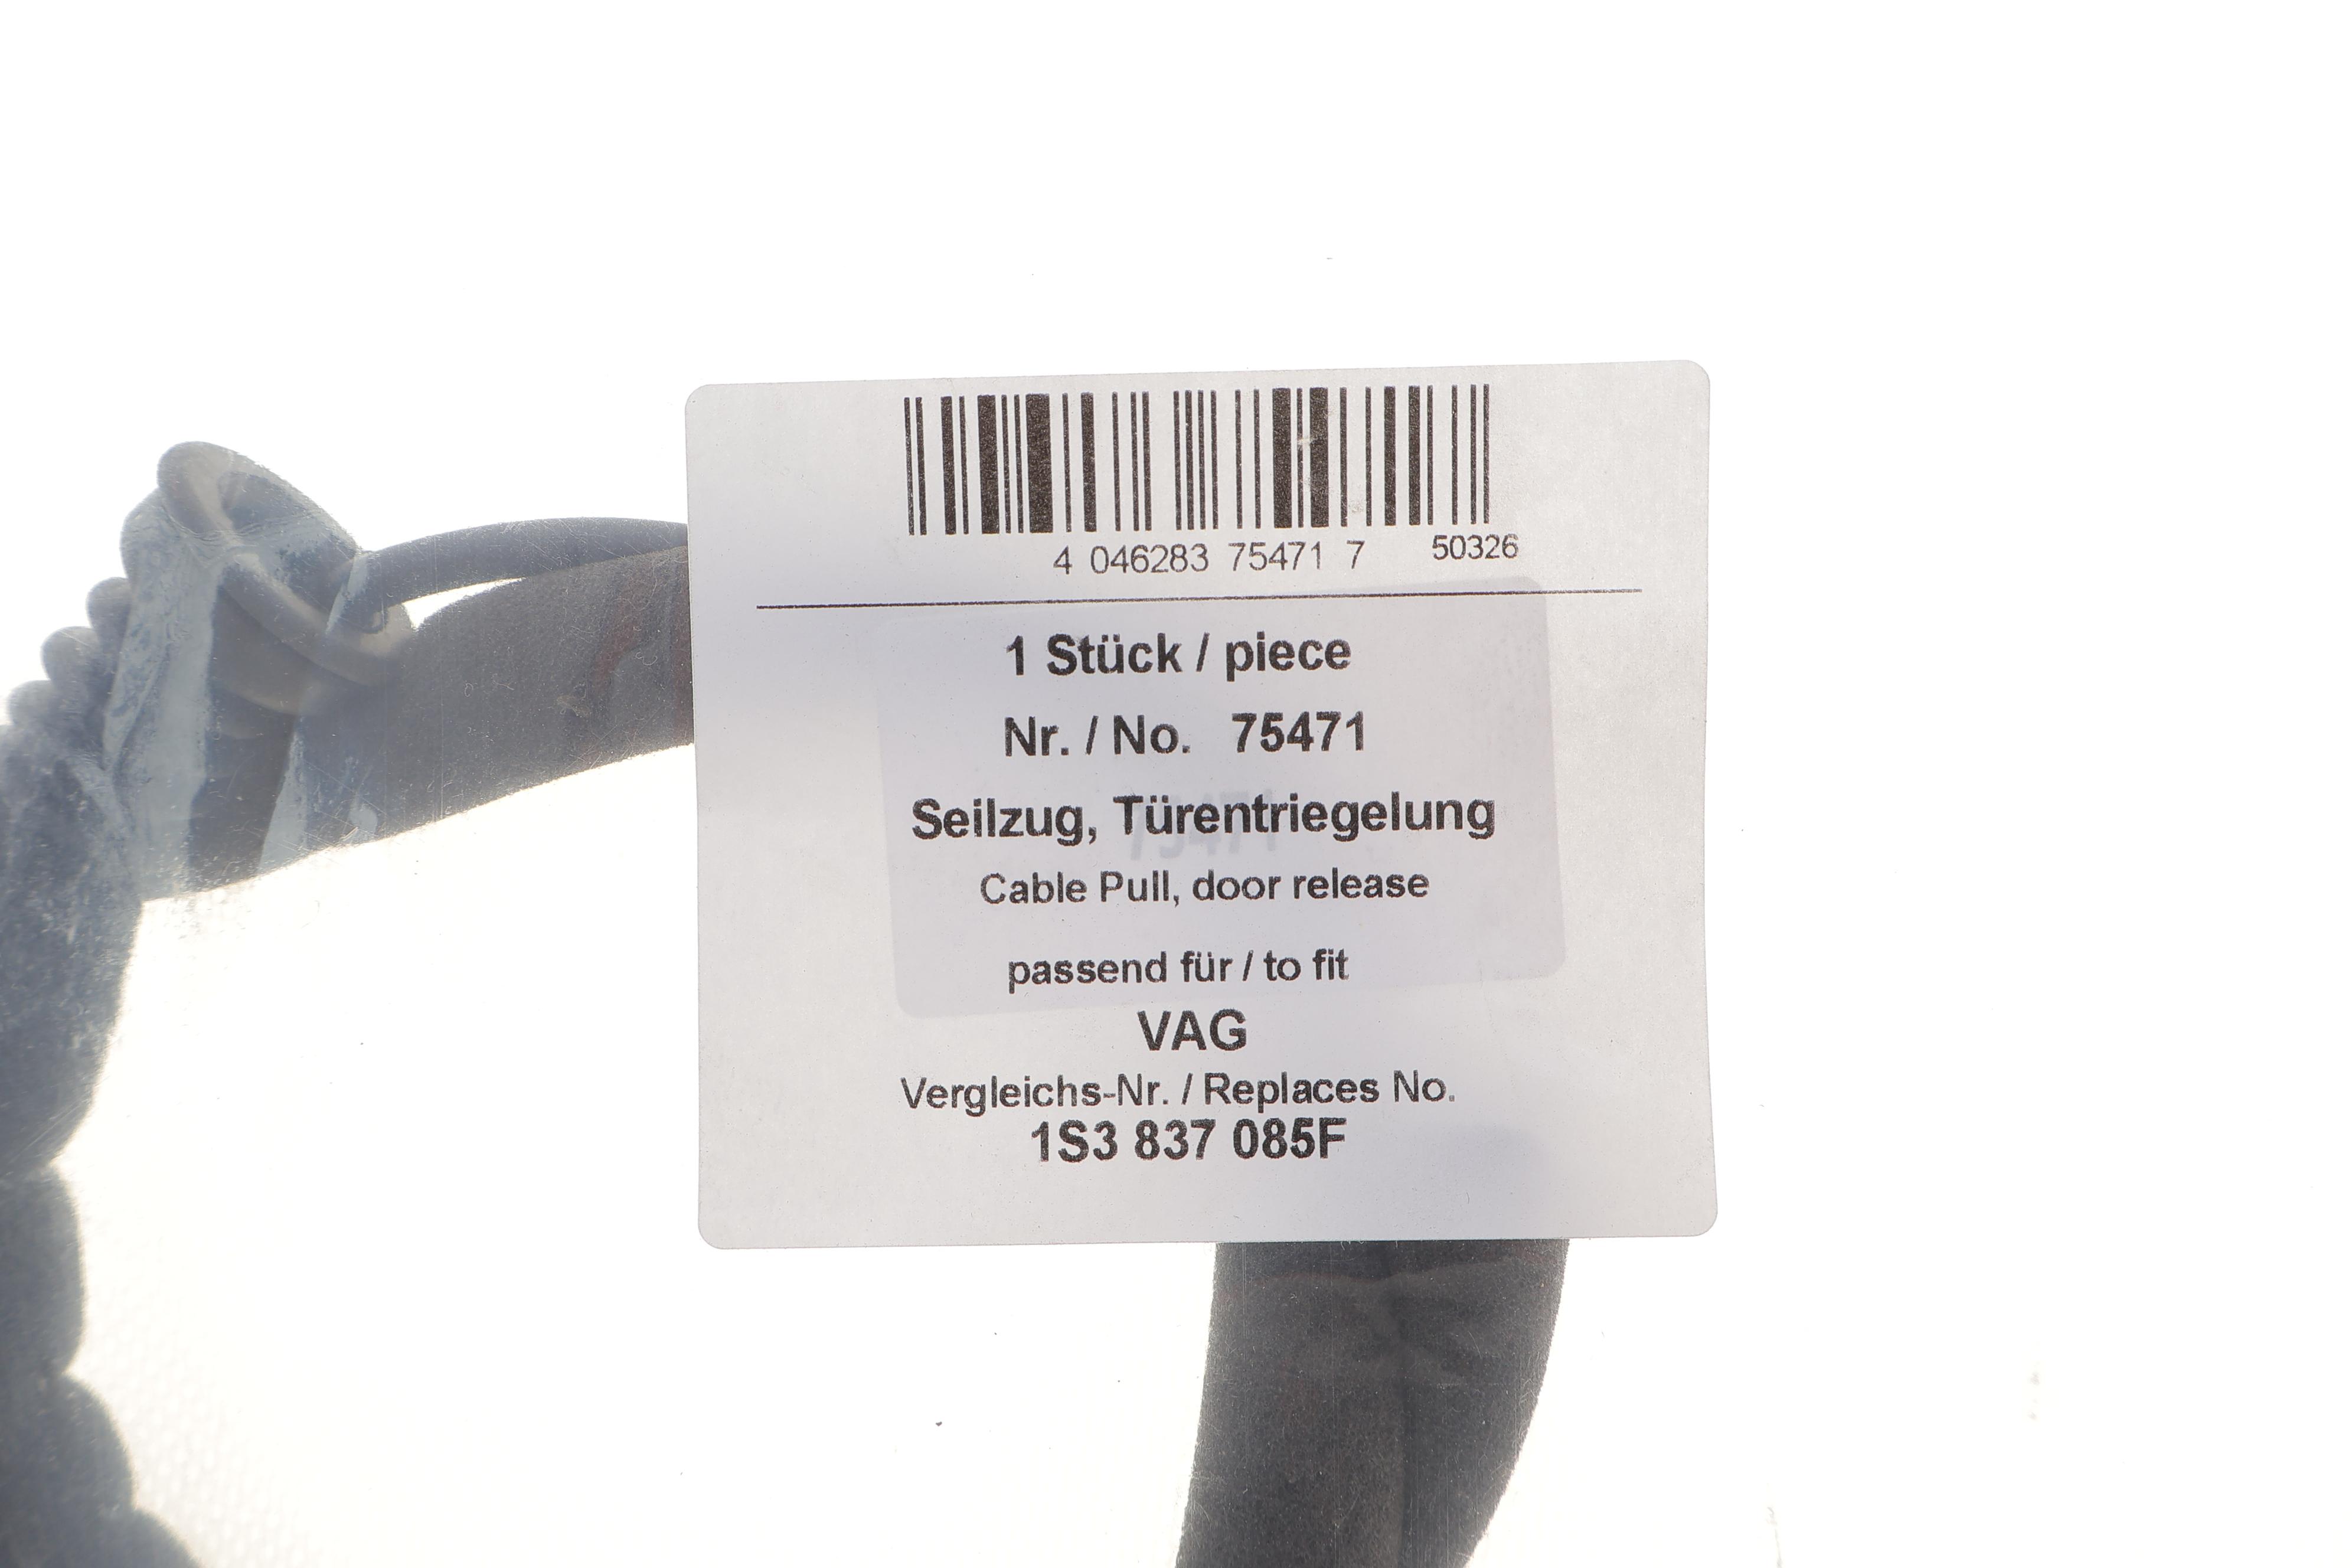 4 046283 75471 7 50326
1 Stück / piece
Nr. / No. 75471
Seilzug, Türentriegelung
Cable Pull, door release
passend für / to fit
VAG
Vergleichs-Nr. / Replaces No.
1S3 837 085F